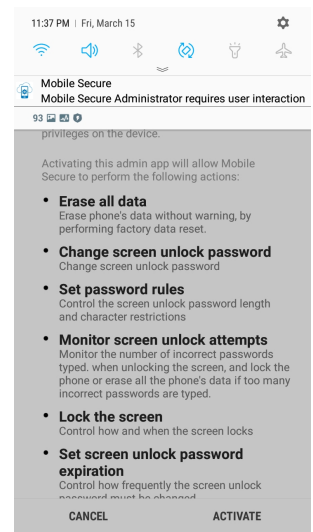 11:37 PM | Fri, March 15
Mobile Secure
Mobile Secure Administrator requires user interaction
93
privileges on the device.
Activating this admin app will allow Mobile
Secure to perform the following actions:
• Erase all data
Erase phone's data without warning, by
performing factory data reset.
• Change screen unlock password
Change screen unlock password
• Set password rules
Control the screen unlock password length
and character restrictions
• Monitor screen unlock attempts
Monitor the number of incorrect passwords
typed. when unlocking the screen, and lock the
phone or erase all the phone's data if too many
incorrect passwords are typed.
• Lock the screen
Control how and when the screen locks
• Set screen unlock password
expiration
Control how frequently the screen unlock
password must be changed
CANCEL ACTIVATE